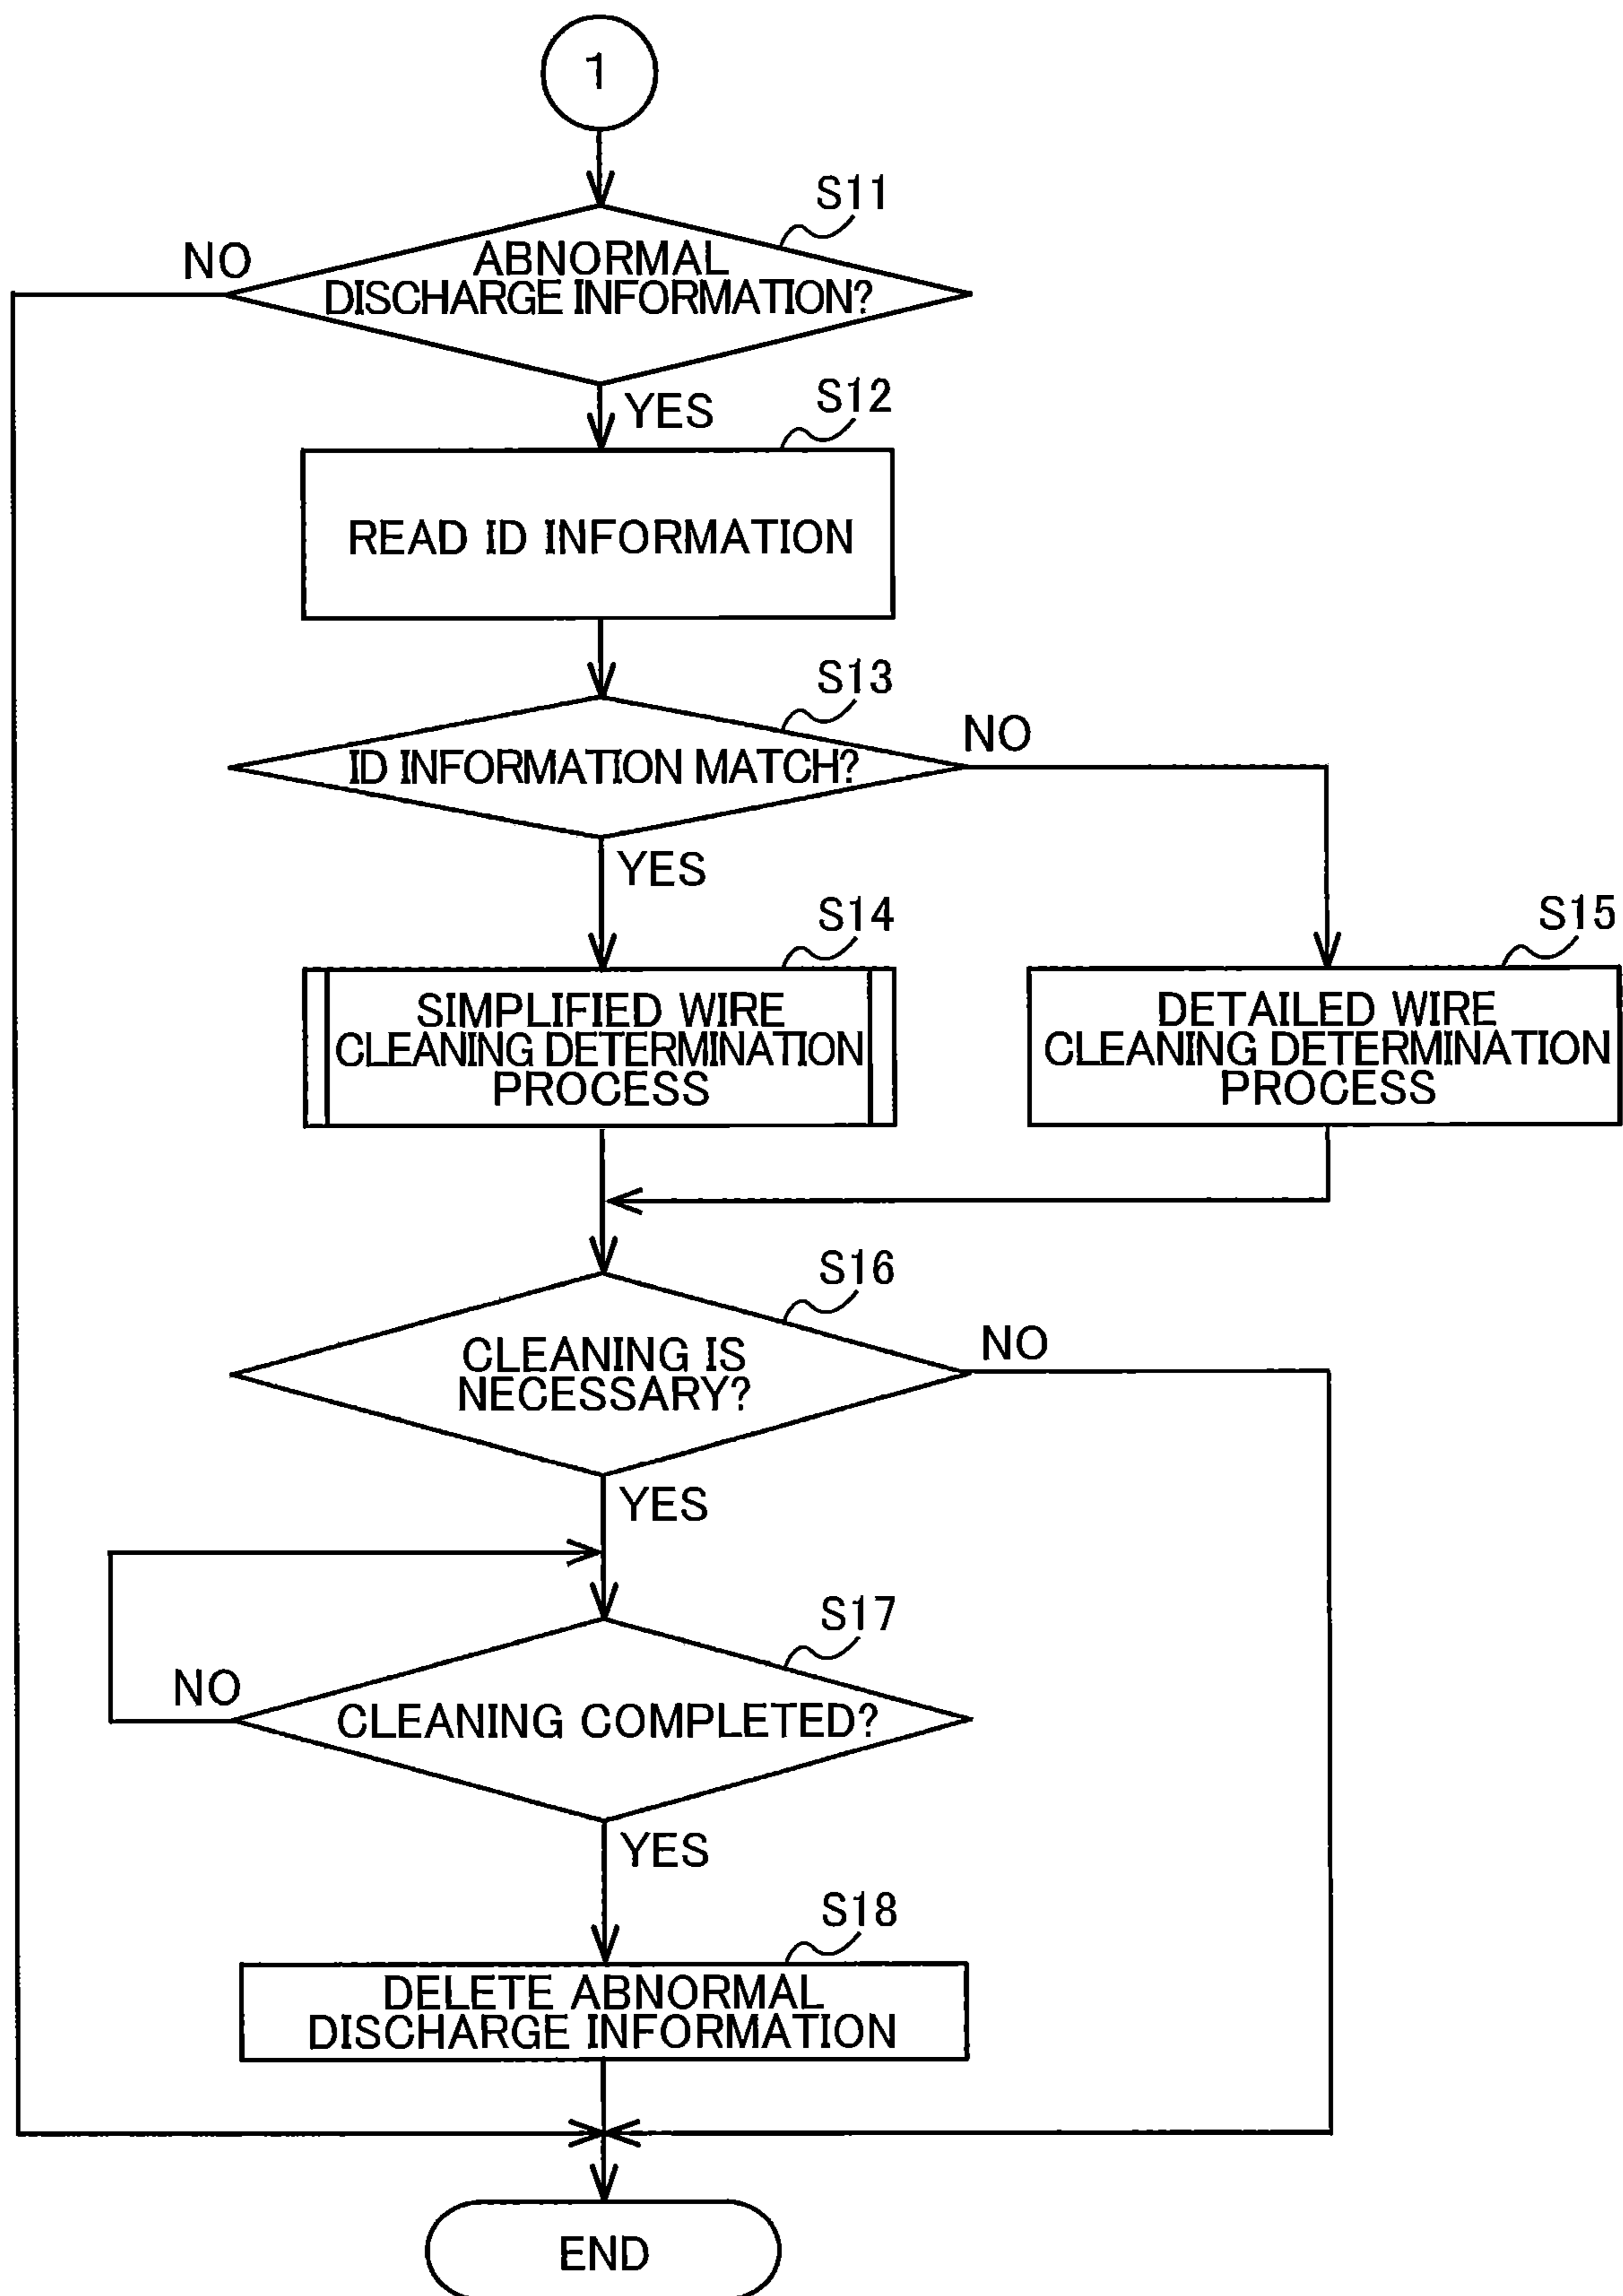 1
S11
NO
ABNORMAL
DISCHARGE INFORMATION?
YES
S12
READ ID INFORMATION
S13
NO
ID INFORMATION MATCH?
YES
S14
S15
SIMPLIFIED WIRE
CLEANING DETERMINATION
PROCESS
DETAILED WIRE
CLEANING DETERMINATION
PROCESS
S16
NO
CLEANING IS
NECESSARY?
YES
S17
NO
CLEANING COMPLETED?
YES
S18
DELETE ABNORMAL
DISCHARGE INFORMATION
END